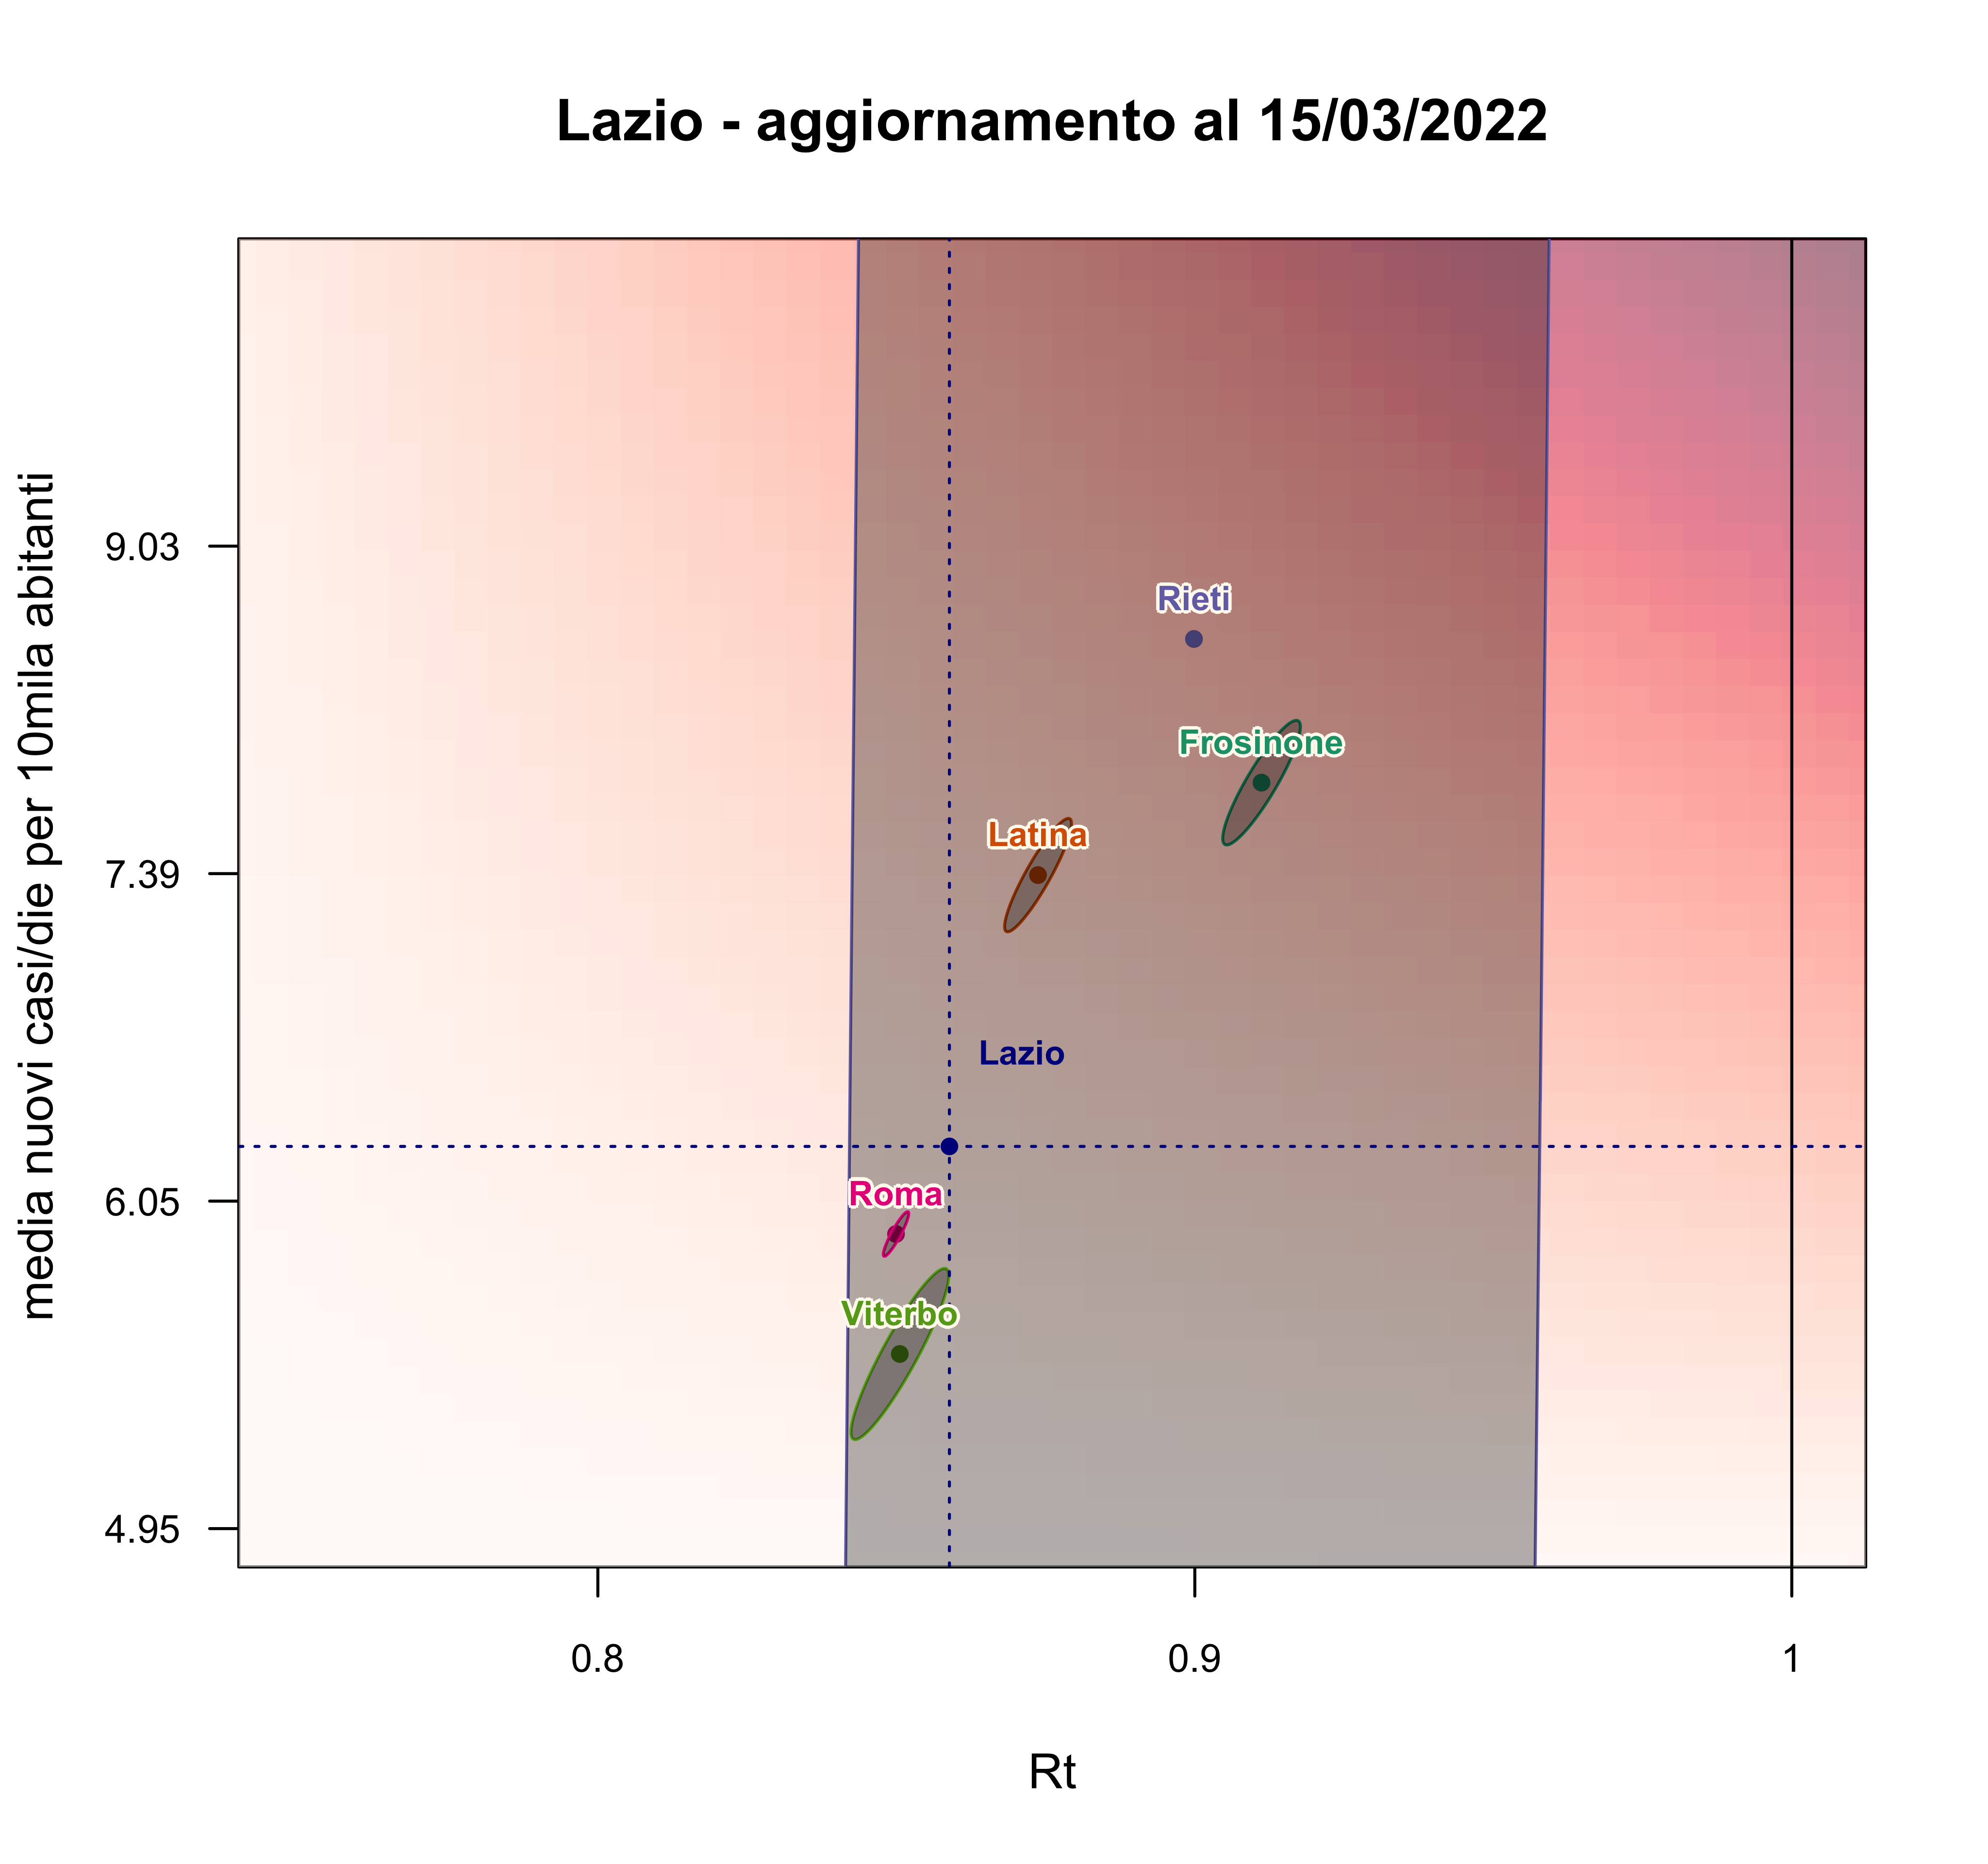 Lazio - aggiornamento al 15/03/2022
media nuovi casi/die per 10mila abitanti
9.03
7.39
6.05
4.95
Rieti
Frosinone
Latina
Lazio
Roma
Viterbo
0.8
0.9
1
Rt